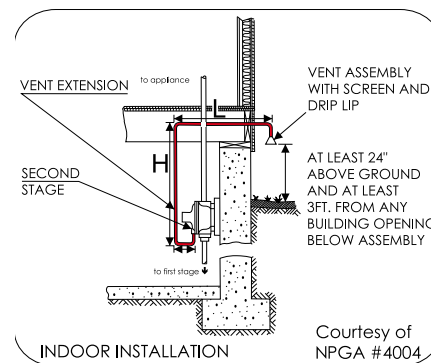 to appliance
VENT EXTENSION
L
VENT ASSEMBLY
WITH SCREEN AND
DRIP LIP
H
SECOND
STAGE
AT LEAST 24"
ABOVE GROUND
AND AT LEAST
3FT. FROM ANY
BUILDING OPENING
BELOW ASSEMBLY
to first stage
INDOOR INSTALLATION
Courtesy of
NPGA #4004